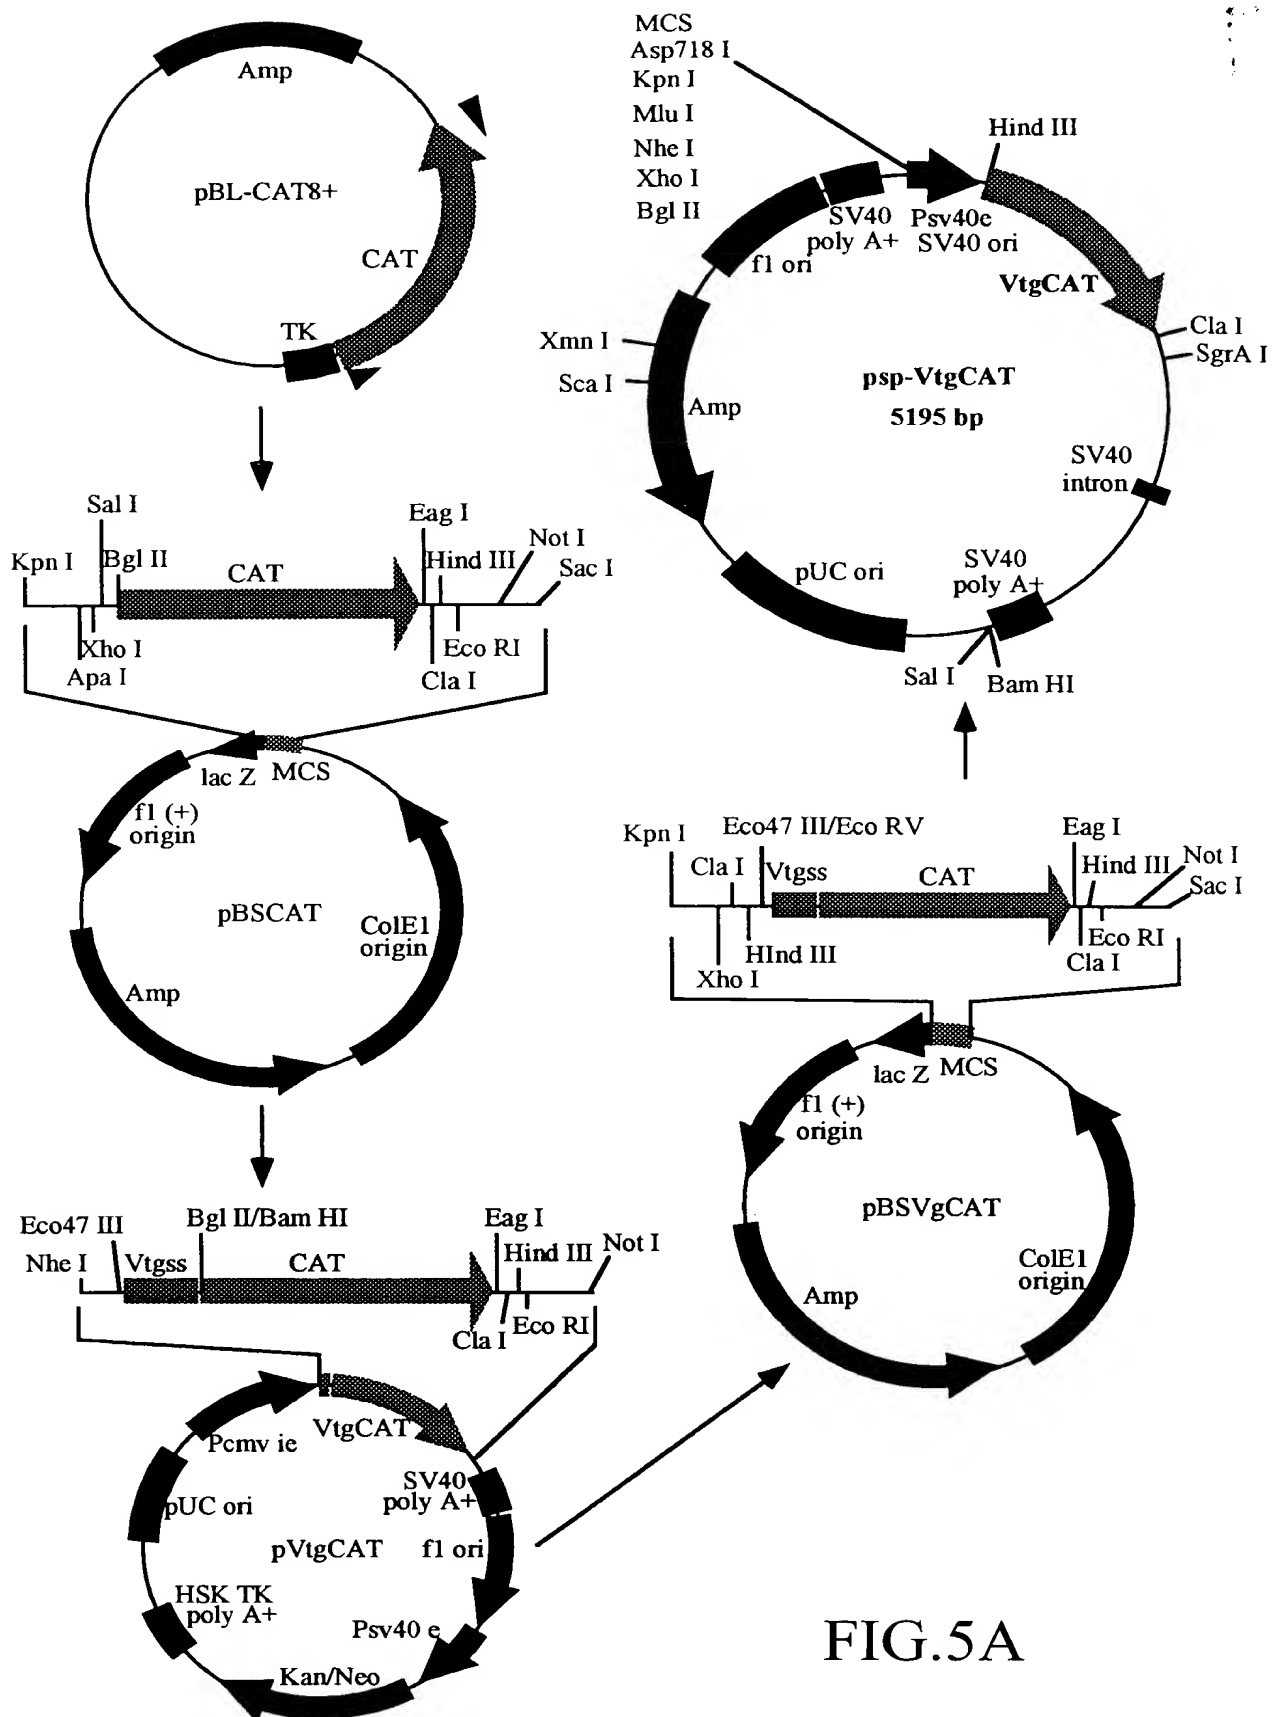 Amp
pBL-CAT8+
CAT
TK
MCS
Asp718 I
Kpn I
Mlu I
Nhe I
Xho I
Bgl II
Hind III
SV40
poly A+
Psv40e
SV40 ori
f1 ori
VtgCAT
Xmn I
Sca I
Cla I
SgrA I
psp-VtgCAT
5195 bp
Amp
SV40
intron
SV40
poly A+
pUC ori
Sal I
Bam HI
Sal I
Eag I
Not I
Kpn I
Bgl II
CAT
Hind III
Sac I
Xho I
Eco RI
Apa I
Cla I
lac Z
MCS
f1 (+)
origin
pBSCAT
ColE1
origin
Amp
Eco47 III
Bgl II/Bam HI
Eag I
Not I
Nhe I
Vtgss
CAT
Hind III
Cla I
Eco RI
VtgCAT
Pcmv ie
SV40
poly A+
pUC ori
pVtgCAT
f1 ori
HSK TK
poly A+
Psv40 e
Kan/Neo
Kpn I
Eco47 III/Eco RV
Eag I
Cla I
Vtgss
CAT
Hind III
Not I
Sac I
HInd III
Eco RI
Xho I
Cla I
lac Z
MCS
f1 (+)
origin
pBSVgCAT
ColE1
origin
Amp
FIG.5A